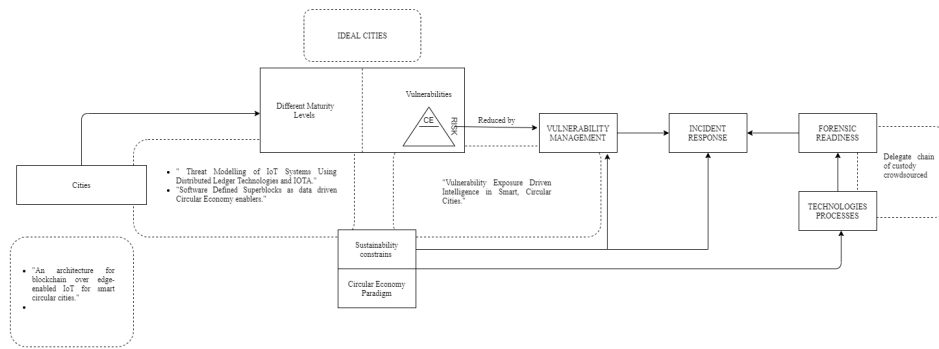 IDEAL CITIES
Different Maturity
Levels
Vulnerabilities
CE
RISK
Reduced by
VULNERABILITY
MANAGEMENT
INCIDENT
RESPONSE
FORENSIC
READINESS
Delegate chain
of custody
crowdsourced
Cities
" Threat Modelling of IoT Systems Using
Distributed Ledger Technologies and IOTA."
"Software Defined Superblocks as data driven
Circular Economy enablers."
"Vulnerability Exposure Driven
Intelligence in Smart, Circular
Cities."
TECHNOLOGIES
PROCESSES
Sustainability
constrains
Circular Economy
Paradigm
"An architecture for
blockchain over edge-
enabled IoT for smart
circular cities."